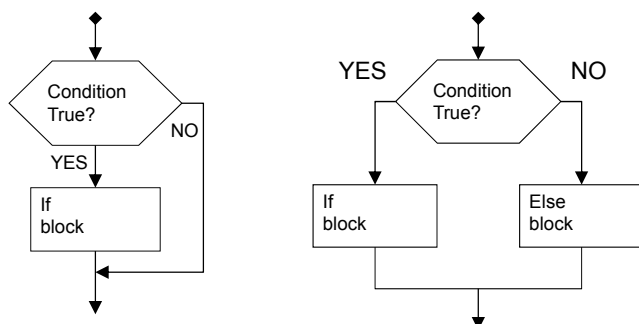 Condition
True?
NO
YES
If
block
YES
NO
Condition
True?
If
block
Else
block